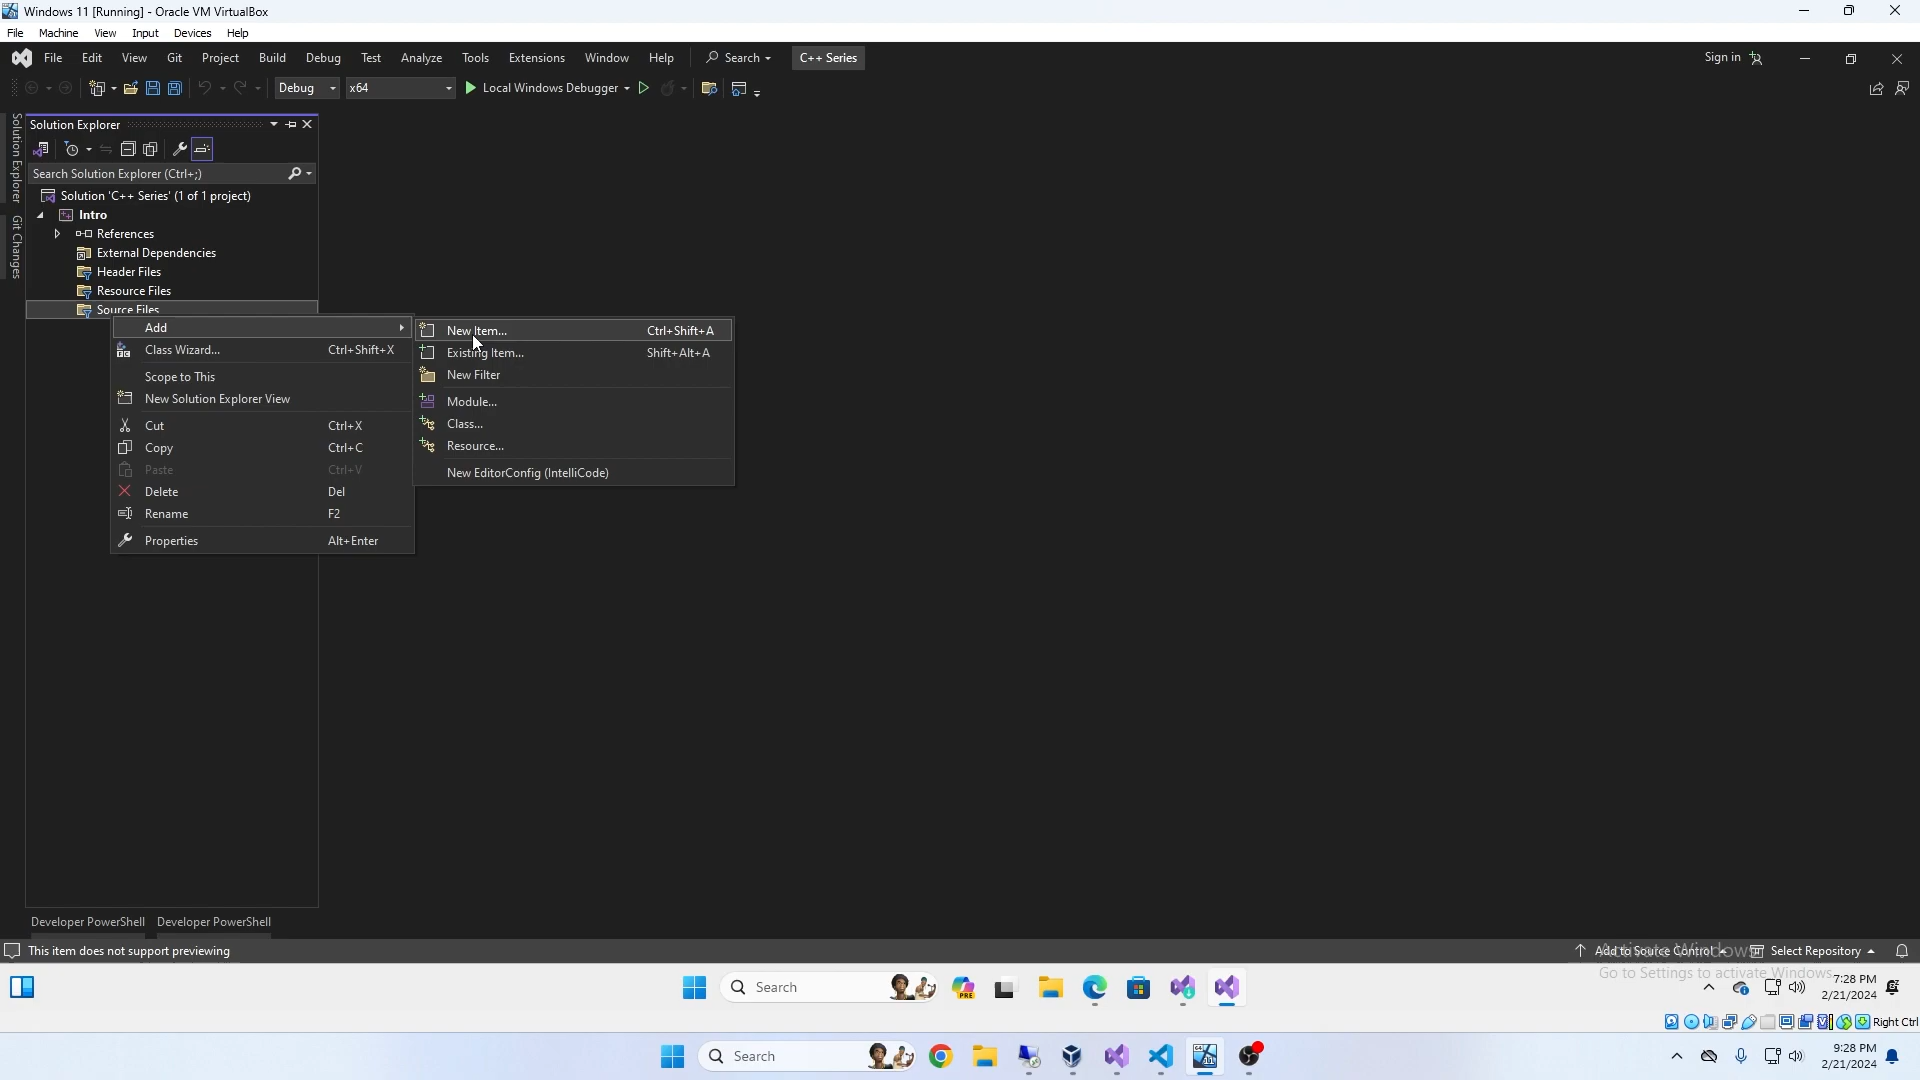 Windows 11 [Running] - Oracle VM VirtualBox
File Machine View Input Devices Help
File Edit View Git Project Build Debug Test Analyze Tools Extensions Window Help Search C++ Series Sign in
Debug x64 Local Windows Debugger
Solution Explorer
Git Changes
Solution Explorer
Search Solution Explorer (Ctrl+;)
Solution 'C++ Series' (1 of 1 project)
Intro
References
External Dependencies
Header Files
Resource Files
Source Files
Add
Class Wizard... Ctrl+Shift+X
Scope to This
New Solution Explorer View
Cut Ctrl+X
Copy Ctrl+C
Paste Ctrl+V
Delete Del
Rename F2
Properties Alt+Enter
New Item... Ctrl+Shift+A
Existing Item... Shift+Alt+A
New Filter
Module...
Class...
Resource...
New EditorConfig (IntelliCode)
Developer PowerShell Developer PowerShell
This item does not support previewing
Add to Source Control Select Repository
Activate Windows
Go to Settings to activate Windows.
Search PRE
7:28 PM
2/21/2024
Right Ctrl
Search
9:28 PM
2/21/2024